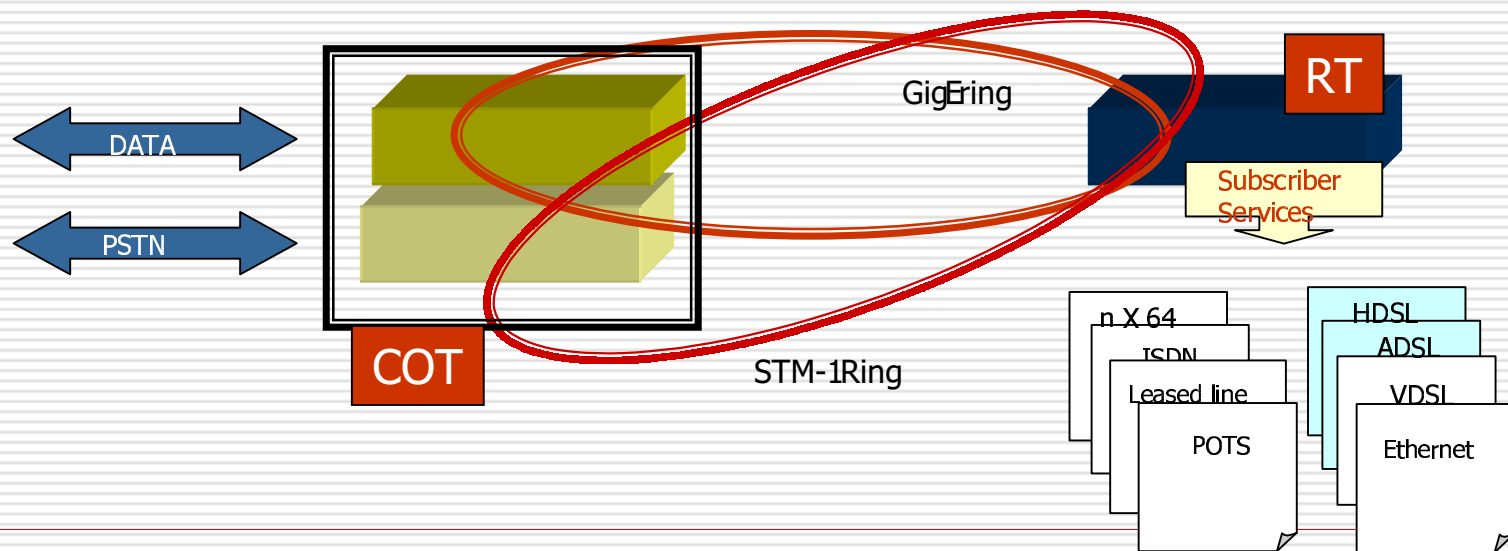 GigEring
RT
DATA
PSTN
Subscriber
Services
COT
STM-1Ring
n X 64
ISDN
Leased line
POTS
HDSL
ADSL
VDSL
Ethernet